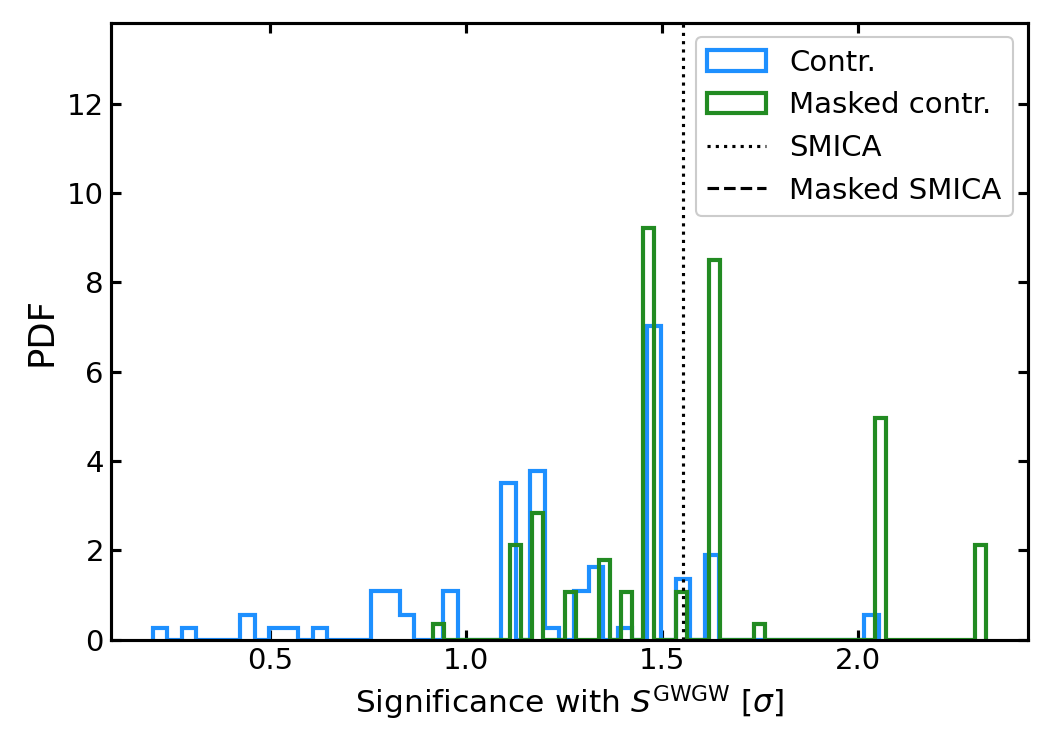 Contr.
Masked contr.
SMICA
Masked SMICA
PDF
12
10
8
6
4
2
0
0.5 1.0 1.5 2.0
Significance with $S^{\mathrm{GWGW}}$ [σ]